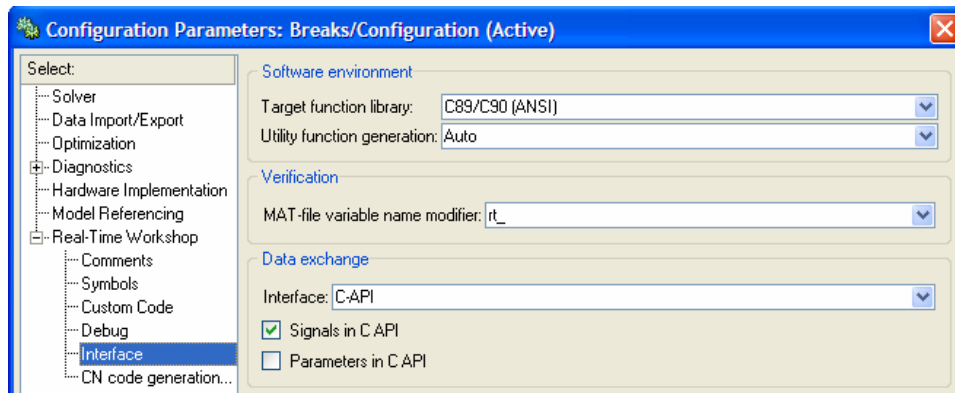 Configuration Parameters: Breaks/Configuration (Active)
Select:
Solver
Data Import/Export
Optimization
Diagnostics
Hardware Implementation
Model Referencing
Real-Time Workshop
Comments
Symbols
Custom Code
Debug
Interface
CN code generation...
Software environment
Target function library: C89/C90 (ANSI)
Utility function generation: Auto
Verification
MAT-file variable name modifier: rt_
Data exchange
Interface: C-API
Signals in C API
Parameters in C API